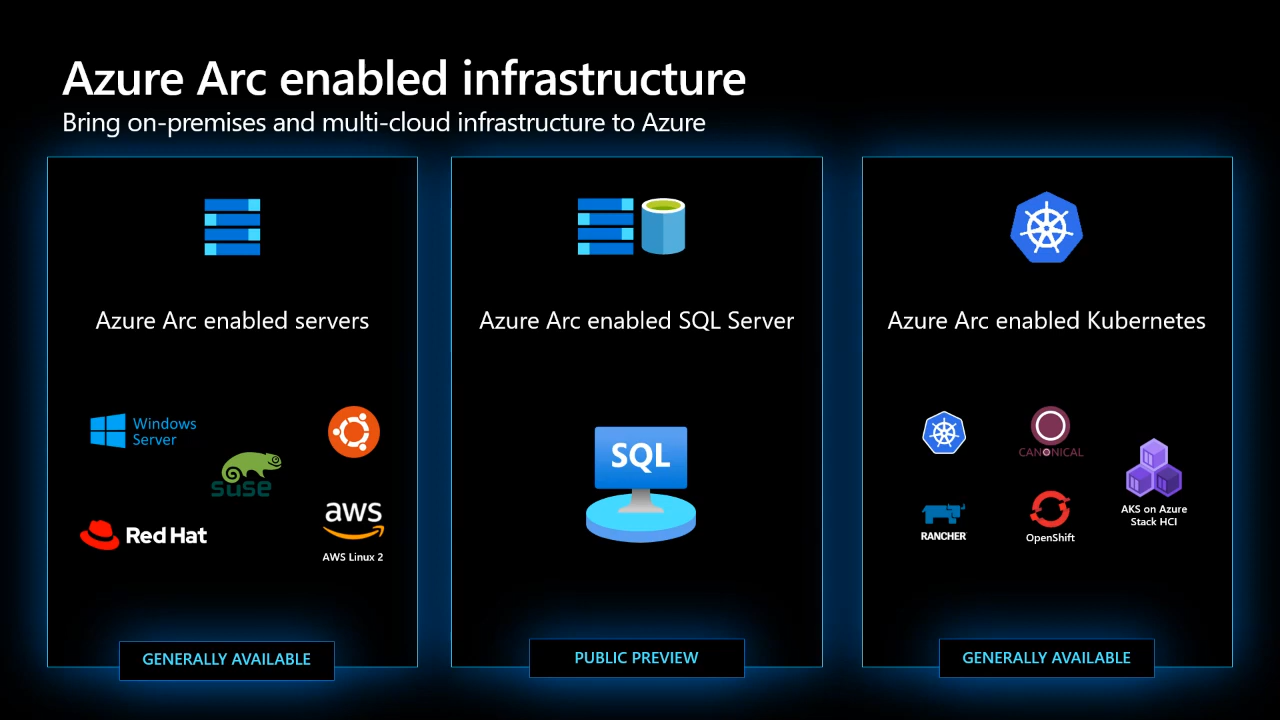 Azure Arc enabled infrastructure
Bring on-premises and multi-cloud infrastructure to Azure
Azure Arc enabled servers
Windows
Server
SUSE
Red Hat
aws
AWS Linux 2
GENERALLY AVAILABLE
Azure Arc enabled SQL Server
SQL
PUBLIC PREVIEW
Azure Arc enabled Kubernetes
CANONICAL
RANCHER
OpenShift
AKS on Azure
Stack HCI
GENERALLY AVAILABLE